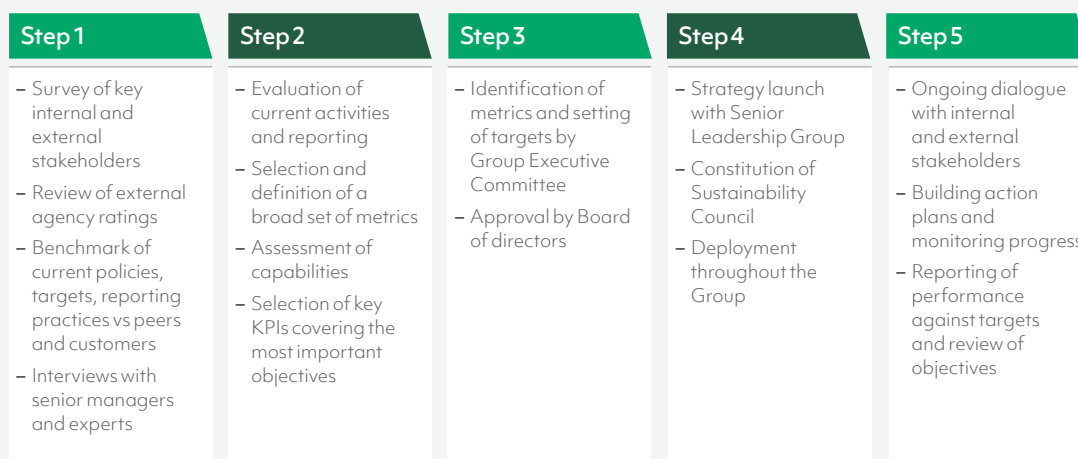 Step 1
– Survey of key
internal and
external
stakeholders
– Review of external
agency ratings
– Benchmark of
current policies,
targets, reporting
practices vs peers
and customers
– Interviews with
senior managers
and experts
Step 2
– Evaluation of
current activities
and reporting
– Selection and
definition of a
broad set of metrics
– Assessment of
capabilities
– Selection of key
KPIs covering the
most important
objectives
Step 3
– Identification of
metrics and setting
of targets by
Group Executive
Committee
– Approval by Board
of directors
Step 4
– Strategy launch
with Senior
Leadership Group
– Constitution of
Sustainability
Council
– Deployment
throughout the
Group
Step 5
– Ongoing dialogue
with internal
and external
stakeholders
– Building action
plans and
monitoring progress
– Reporting of
performance
against targets
and review of
objectives